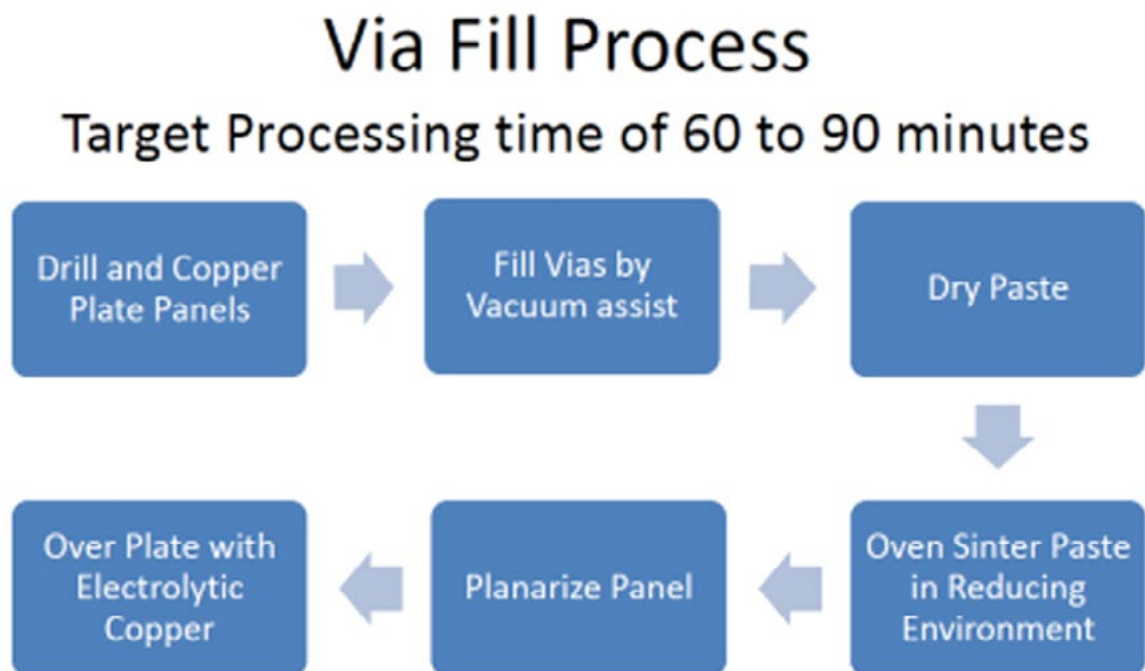 Via Fill Process
Target Processing time of 60 to 90 minutes
Drill and Copper
Plate Panels
Fill Vias by
Vacuum assist
Dry Paste
Oven Sinter Paste
in Reducing
Environment
Planarize Panel
Over Plate with
Electrolytic
Copper